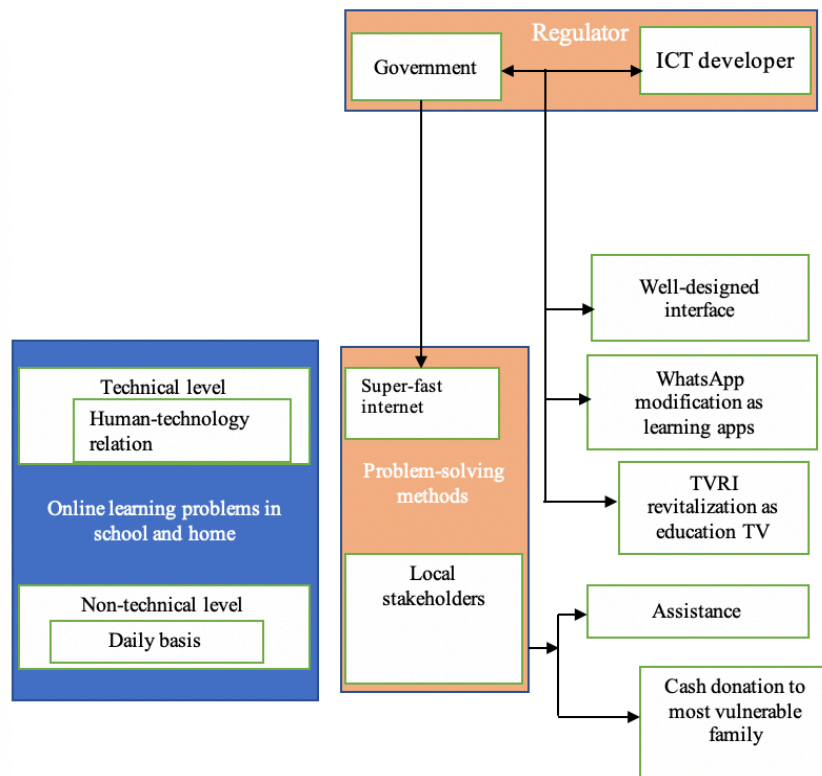 Regulator
Government
ICT developer
Well-designed
interface
WhatsApp
modification as
learning apps
TVRI
revitalization as
education TV
Technical level
Human-technology
relation
Online learning problems in
school and home
Non-technical level
Daily basis
Super-fast
internet
Problem-solving
methods
Local
stakeholders
Assistance
Cash donation to
most vulnerable
family